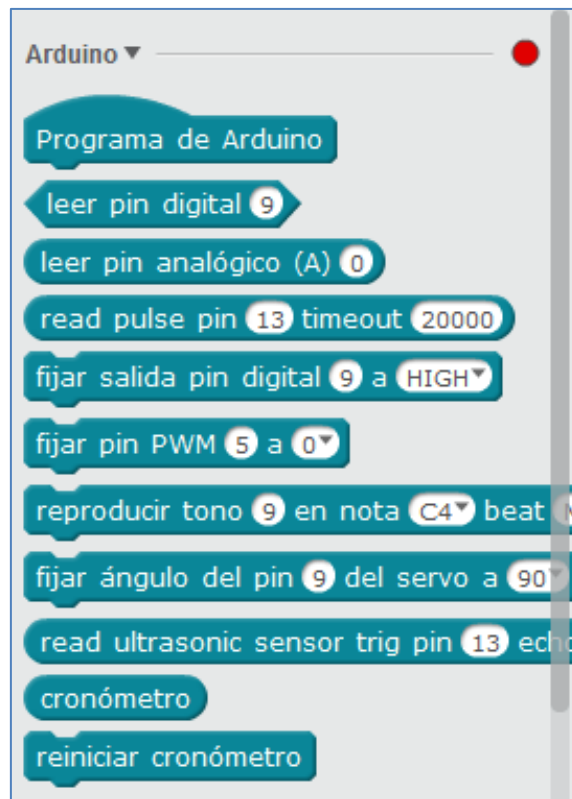 Arduino
Programa de Arduino
leer pin digital 9
leer pin analógico (A) 0
read pulse pin 13 timeout 20000
fijar salida pin digital 9 a HIGH
fijar pin PWM 5 a 0
reproducir tono 9 en nota C4 beat
fijar ángulo del pin 9 del servo a 90
read ultrasonic sensor trig pin 13 echo
cronómetro
reiniciar cronómetro